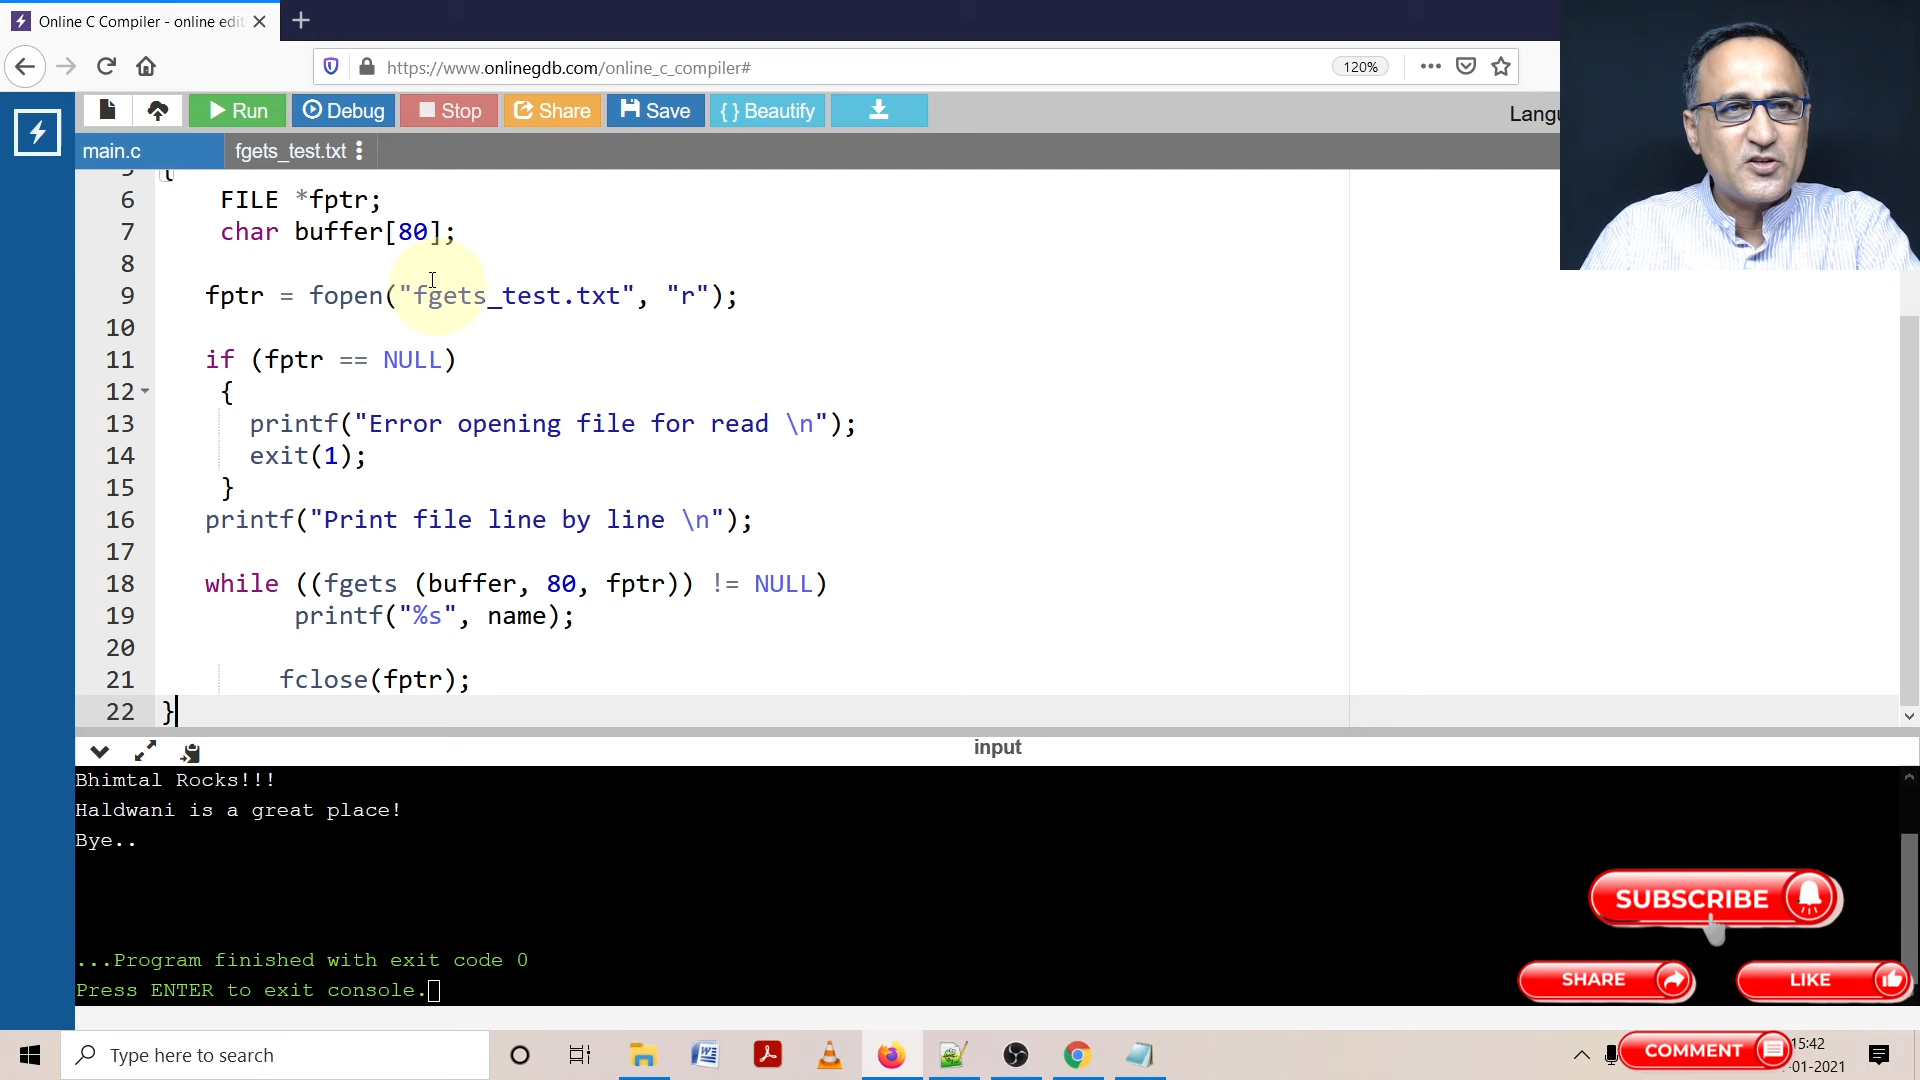 Online C Compiler - online edit
https://www.onlinegdb.com/online_c_compiler#
120%
Run
Debug
Stop
Share
Save
{ } Beautify
Langu
main.c
fgets_test.txt
5 {
6 FILE *fptr;
7 char buffer[80];
8
9 fptr = fopen("fgets_test.txt", "r");
10
11 if (fptr == NULL)
12 {
13 printf("Error opening file for read \n");
14 exit(1);
15 }
16 printf("Print file line by line \n");
17
18 while ((fgets (buffer, 80, fptr)) != NULL)
19 printf("%s", name);
20
21 fclose(fptr);
22 }
input
Bhimtal Rocks!!!
Haldwani is a great place!
Bye..
...Program finished with exit code 0
Press ENTER to exit console.
SUBSCRIBE
SHARE
LIKE
Type here to search
COMMENT
15:42
-01-2021